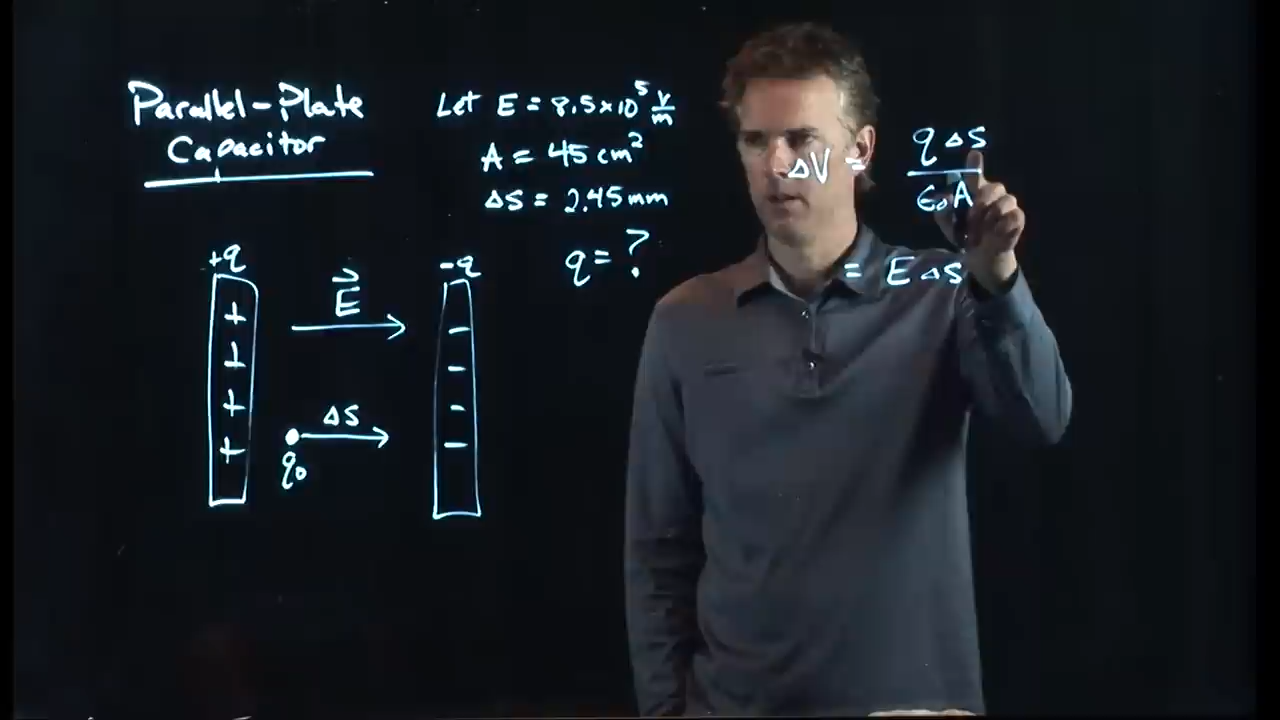 Parallel-Plate
Capacitor
Let E = 8.5×10⁵ V/m
A = 45 cm²
Δs = 2.45 mm
q = ?
ΔV = qΔs/ε₀A
= EΔs
+q
-q
E⃗
+
+
+
+
-
-
-
-
Δs
q₀